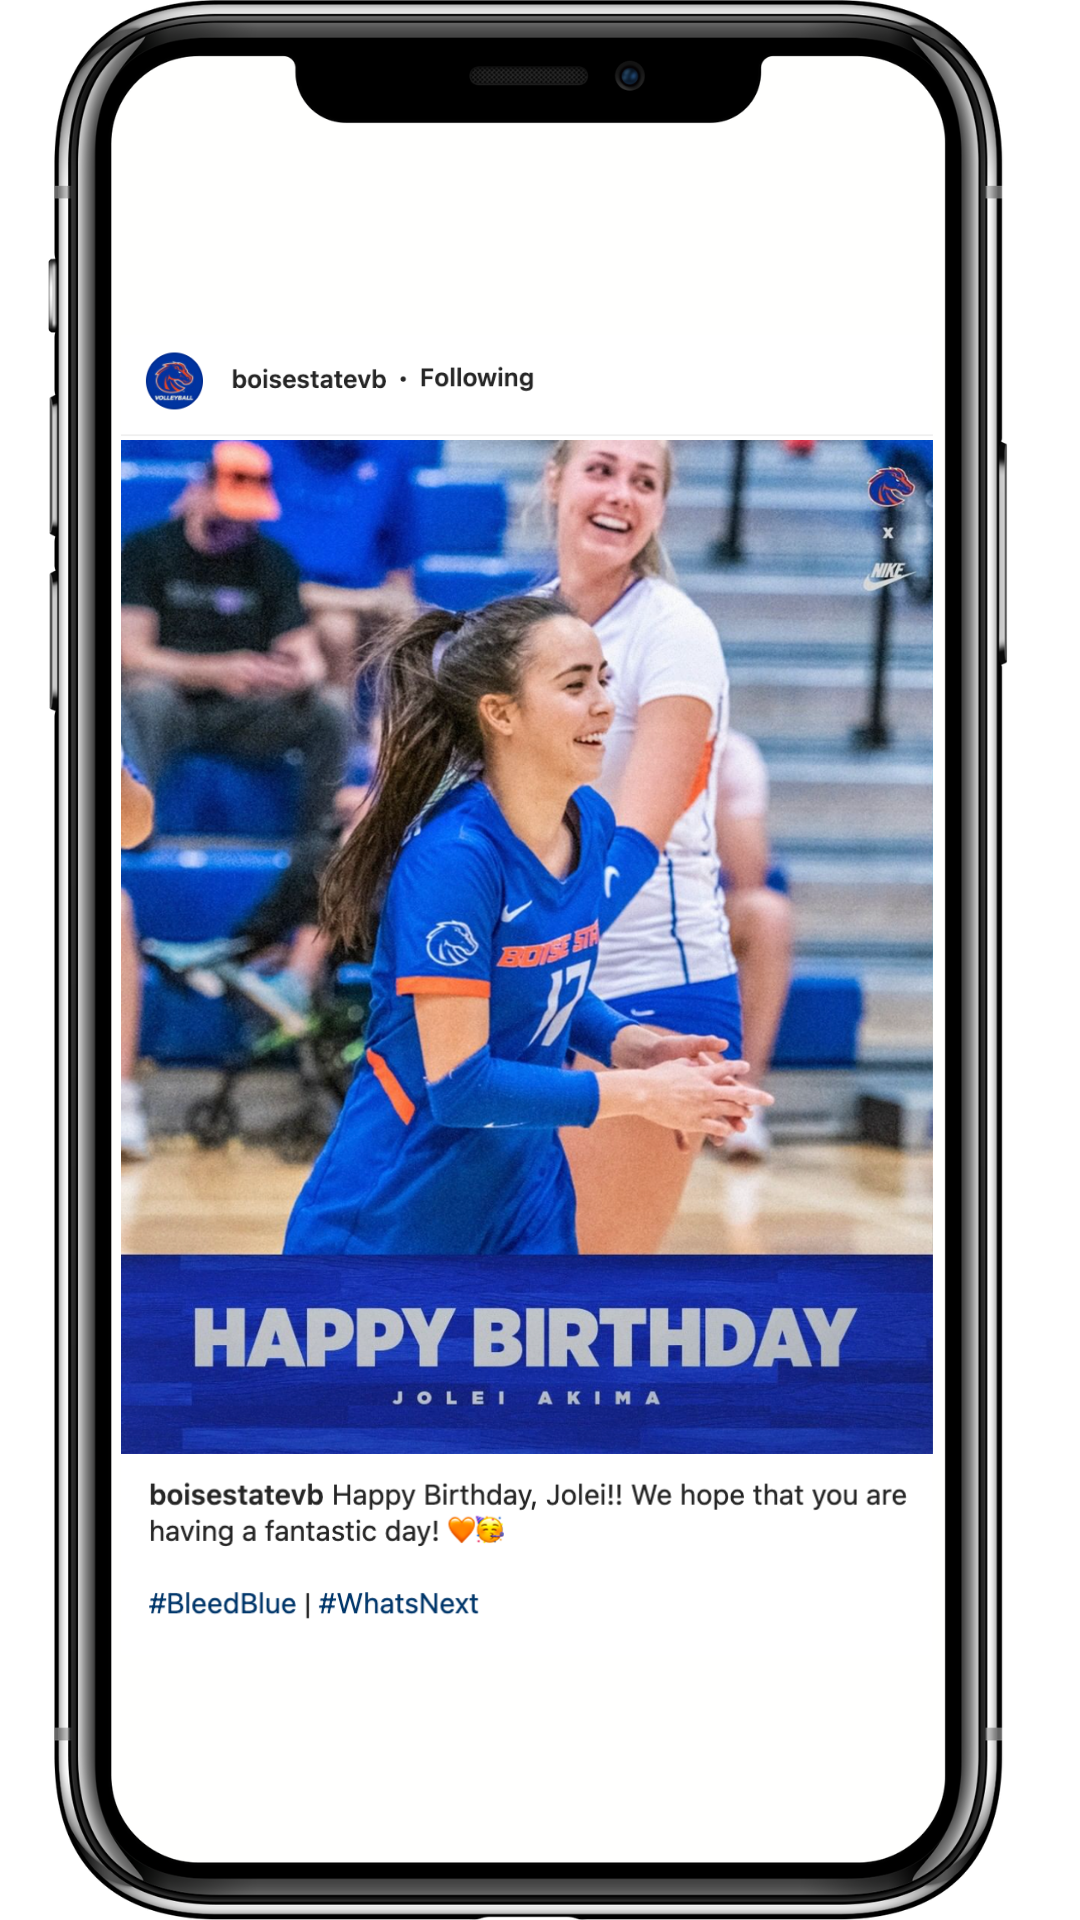 boisestatevb • Following
VOLLEYBALL
x
NIKE
BOISE STA
17
HAPPY BIRTHDAY
JOLEI AKIMA
boisestatevb Happy Birthday, Jolei!! We hope that you are
having a fantastic day! 🧡🥳
#BleedBlue | #WhatsNext